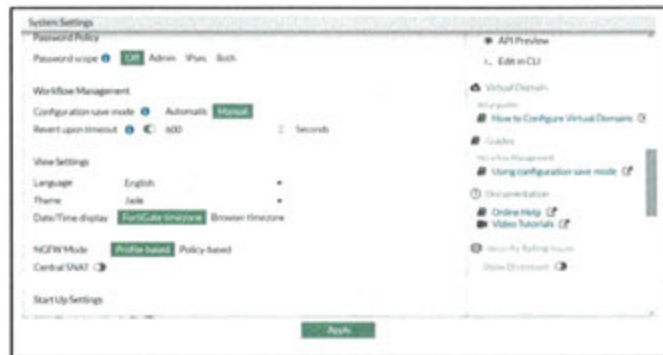 System Settings
Password Policy
Password scope Off Admin IPsec Both
Workflow Management
Configuration save mode Automatic Manual
Revert upon timeout 600 Seconds
View Settings
Language English
Theme Jade
Date/Time display FortiGate timezone Browser timezone
NGFW Mode Profile-based Policy-based
Central SNAT
Start Up Settings
API Preview
>_ Edit in CLI
Virtual Domain
How to Configure Virtual Domains
Guides
Using configuration save mode
Documentation
Online Help
Video Tutorials
Apply